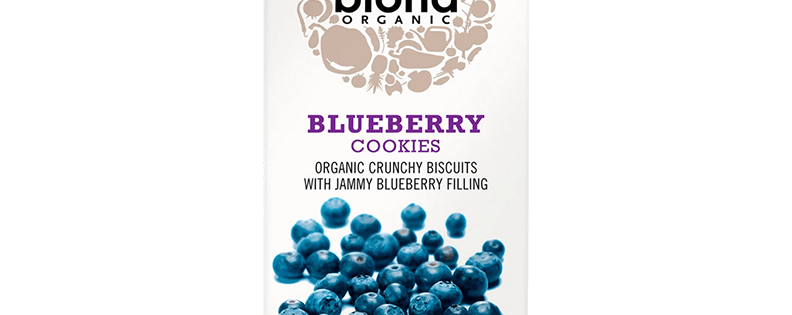 biona
ORGANIC
BLUEBERRY
COOKIES
ORGANIC CRUNCHY BISCUITS
WITH JAMMY BLUEBERRY FILLING